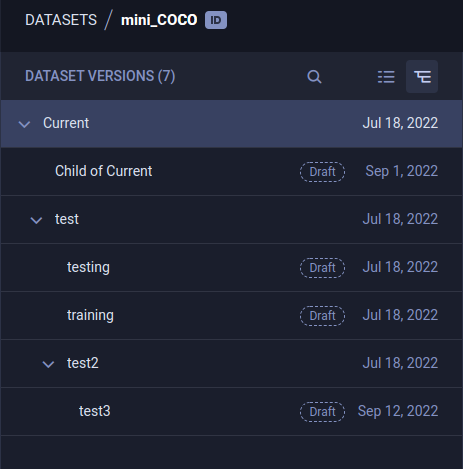 DATASETS / mini_COCO ID
DATASET VERSIONS (7)
Current Jul 18, 2022
Child of Current Draft Sep 1, 2022
test Jul 18, 2022
testing Draft Jul 18, 2022
training Draft Jul 18, 2022
test2 Jul 18, 2022
test3 Draft Sep 12, 2022